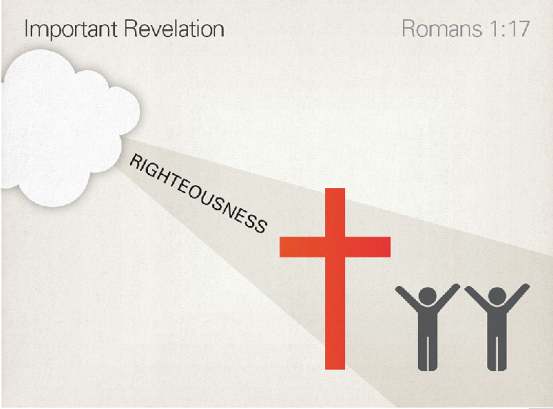 Important Revelation
Romans 1:17
RIGHTEOUSNESS